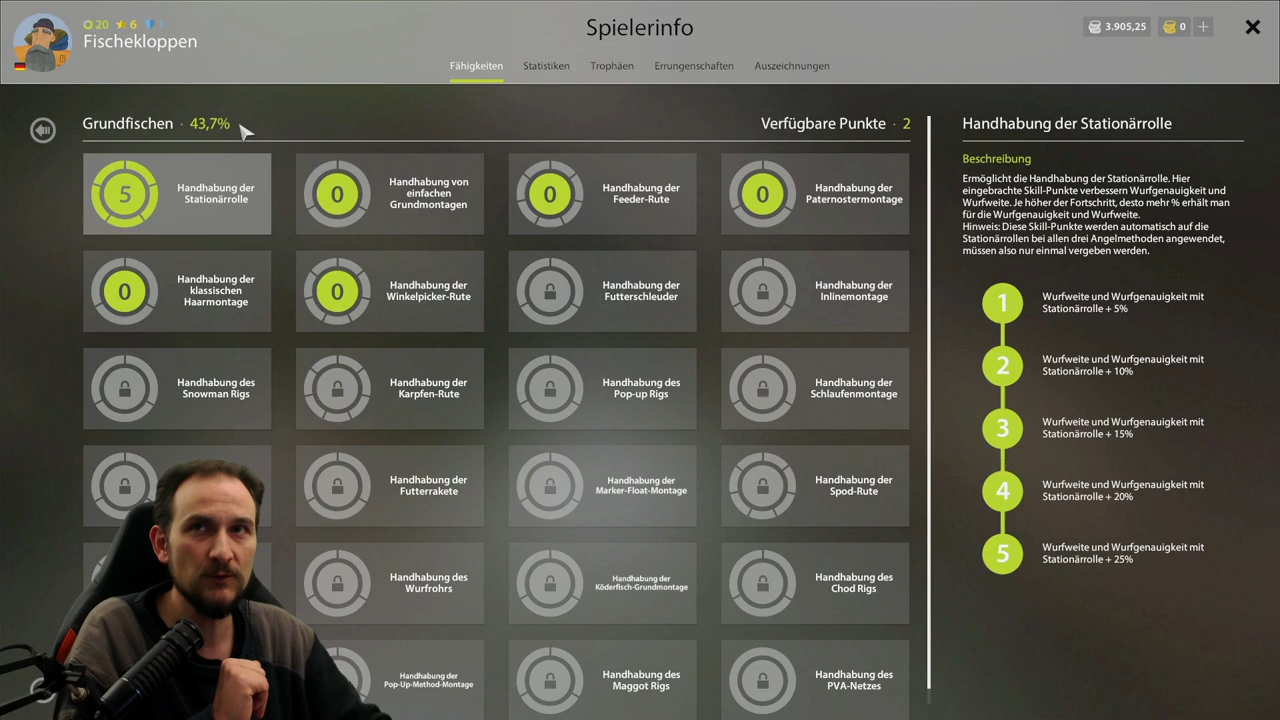 20 6 1
Fischekloppen
Spielerinfo
3.905,25 0
Fähigkeiten Statistiken Trophäen Errungenschaften Auszeichnungen
Grundfischen · 43,7%
Verfügbare Punkte · 2
5 Handhabung der
Stationärrolle
0 Handhabung von
einfachen
Grundmontagen
0 Handhabung der
Feeder-Rute
0 Handhabung der
Paternostermontage
0 Handhabung der
klassischen
Haarmontage
0 Handhabung der
Winkelpicker-Rute
Handhabung der
Futterschleuder
Handhabung der
Inlinemontage
Handhabung des
Snowman Rigs
Handhabung der
Karpfen-Rute
Handhabung des
Pop-up Rigs
Handhabung der
Schlaufenmontage
Handhabung der
Futterrakete
Handhabung der
Marker-Float-Montage
Handhabung der
Spod-Rute
Handhabung des
Wurfrohrs
Handhabung der
Köderfisch-Grundmontage
Handhabung des
Chod Rigs
Handhabung der
Pop-Up-Method-Montage
Handhabung des
Maggot Rigs
Handhabung des
PVA-Netzes
Handhabung der Stationärrolle
Beschreibung
Ermöglicht die Handhabung der Stationärrolle. Hier
eingebrachte Skill-Punkte verbessern Wurfgenauigkeit und
Wurfweite. Je höher der Fortschritt, desto mehr % erhält man
für die Wurfgenauigkeit und Wurfweite.
Hinweis: Diese Skill-Punkte werden automatisch auf die
Stationärrollen bei allen drei Angelmethoden angewendet,
müssen also nur einmal vergeben werden.
1 Wurfweite und Wurfgenauigkeit mit
Stationärrolle + 5%
2 Wurfweite und Wurfgenauigkeit mit
Stationärrolle + 10%
3 Wurfweite und Wurfgenauigkeit mit
Stationärrolle + 15%
4 Wurfweite und Wurfgenauigkeit mit
Stationärrolle + 20%
5 Wurfweite und Wurfgenauigkeit mit
Stationärrolle + 25%